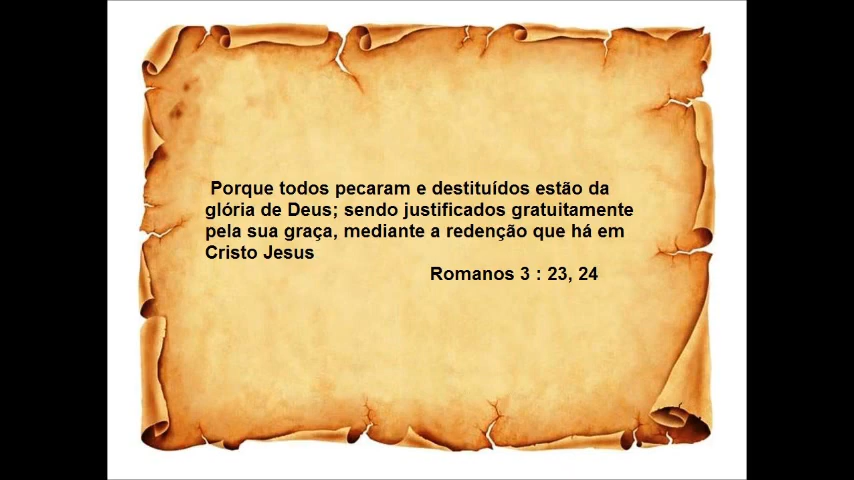 Porque todos pecaram e destituídos estão da
glória de Deus; sendo justificados gratuitamente
pela sua graça, mediante a redenção que há em
Cristo Jesus
Romanos 3 : 23, 24